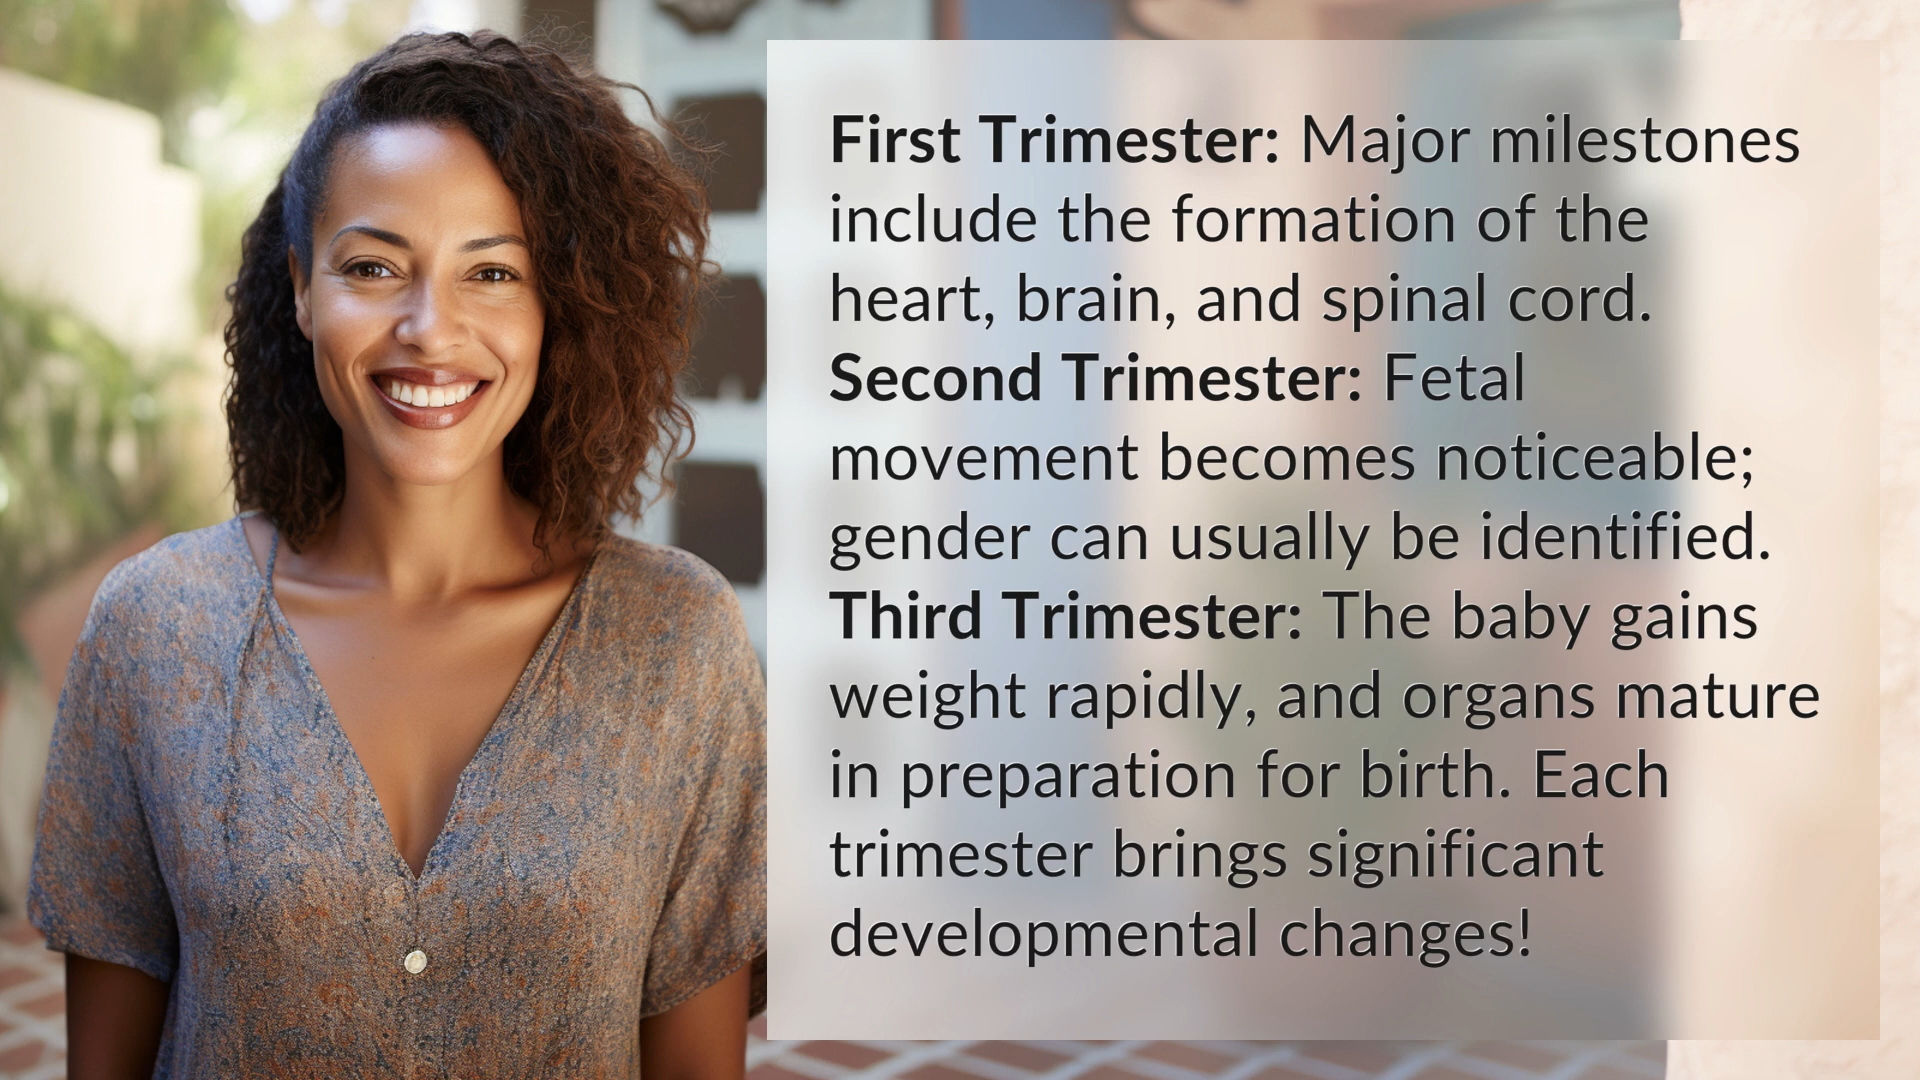 First Trimester: Major milestones
include the formation of the
heart, brain, and spinal cord.
Second Trimester: Fetal
movement becomes noticeable;
gender can usually be identified.
Third Trimester: The baby gains
weight rapidly, and organs mature
in preparation for birth. Each
trimester brings significant
developmental changes!